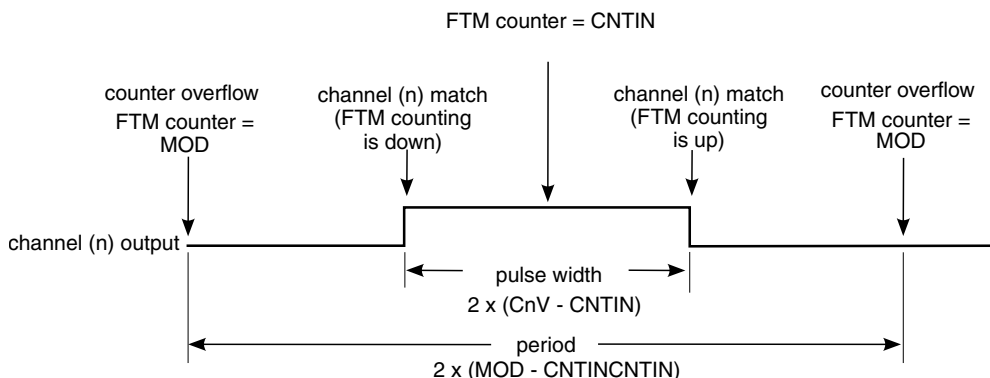 FTM counter = CNTIN
counter overflow
FTM counter =
MOD
channel (n) match
(FTM counting
is down)
channel (n) match
(FTM counting
is up)
counter overflow
FTM counter =
MOD
channel (n) output
pulse width
2 x (CnV - CNTIN)
period
2 x (MOD - CNTINCNTIN)